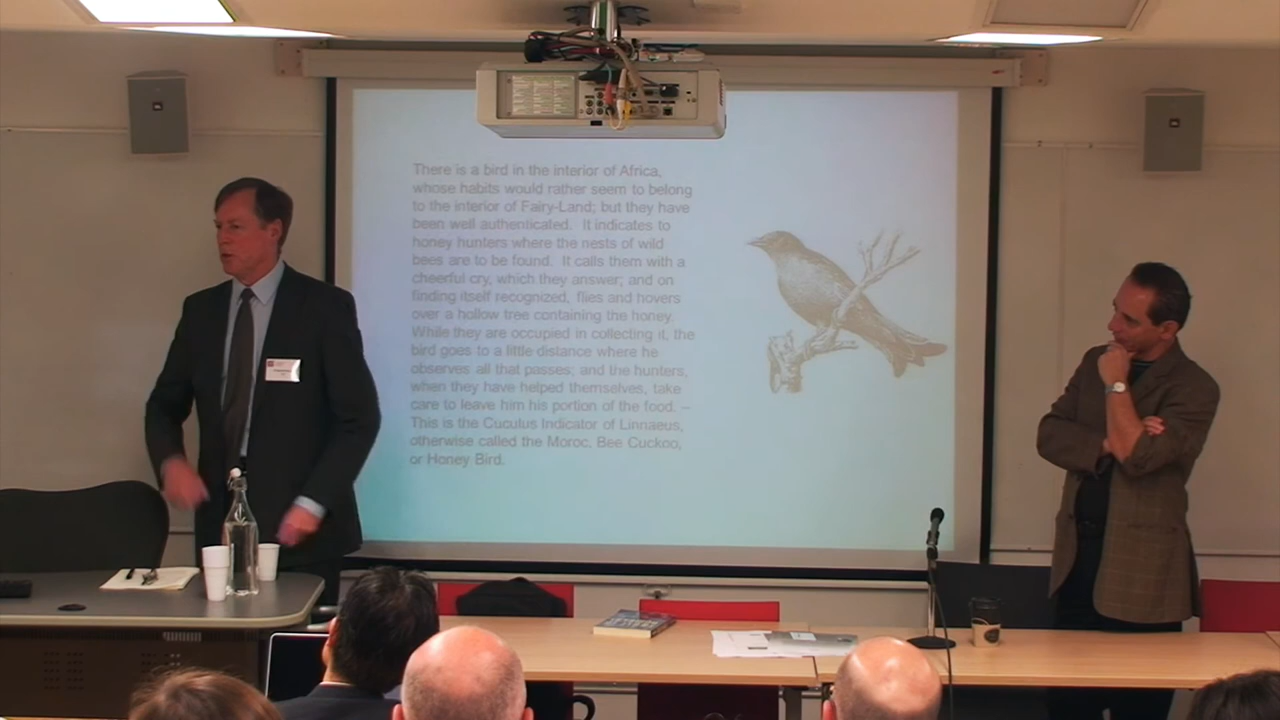 There is a bird in the interior of Africa,
whose habits would rather seem to belong
to the interior of Fairy-Land; but they have
been well authenticated.  It indicates to
honey hunters where the nests of wild
bees are to be found.  It calls them with a
cheerful cry, which they answer; and on
finding itself recognized, flies and hovers
over a hollow tree containing the honey.
While they are occupied in collecting it, the
bird goes to a little distance where he
observes all that passes; and the hunters,
when they have helped themselves, take
care to leave him his portion of the food. –
This is the Cuculus Indicator of Linnaeus,
otherwise called the Moroc, Bee Cuckoo,
or Honey Bird.